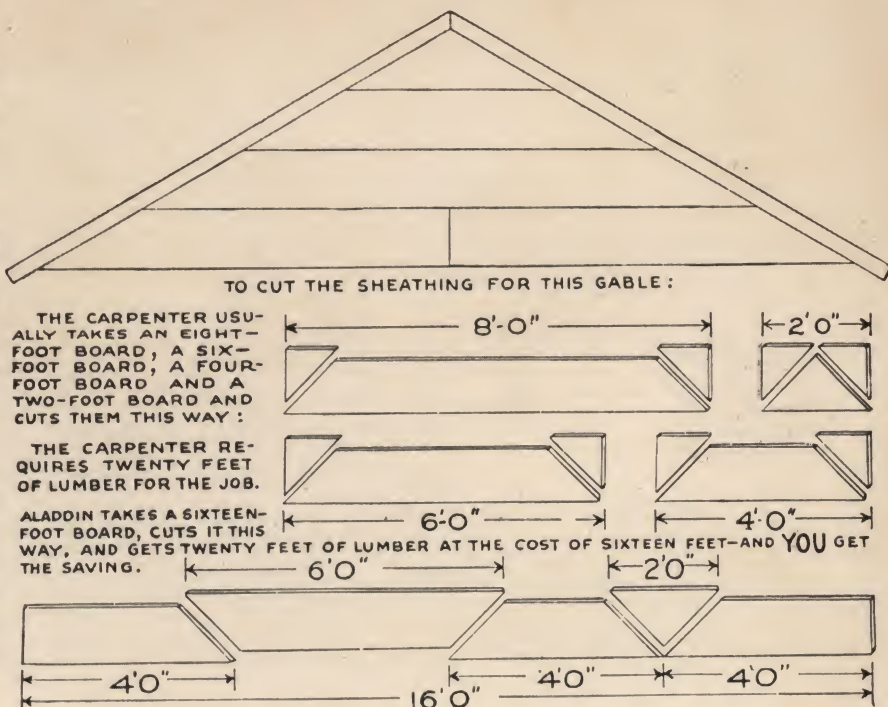 TO CUT THE SHEATHING FOR THIS GABLE:
THE CARPENTER USU-
ALLY TAKES AN EIGHT-
FOOT BOARD, A SIX-
FOOT BOARD, A FOUR-
FOOT BOARD AND A
TWO-FOOT BOARD AND
CUTS THEM THIS WAY:
8'-0"
2'0"
THE CARPENTER RE-
QUIRES TWENTY FEET
OF LUMBER FOR THE JOB.
6'-0"
4'0"
ALADDIN TAKES A SIXTEEN-
FOOT BOARD, CUTS IT THIS
WAY, AND GETS TWENTY FEET OF LUMBER AT THE COST OF SIXTEEN FEET-AND YOU GET
THE SAVING.
6'0"
2'0"
4'0"
4'0"
4'0"
16'0"